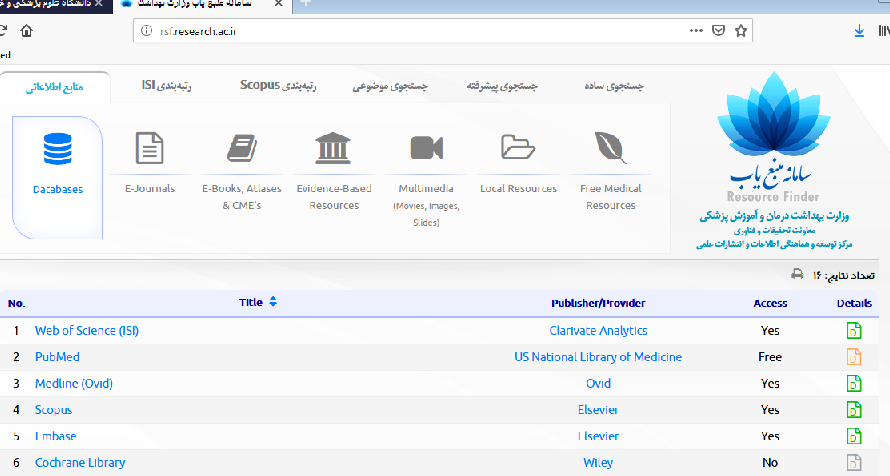 سامانه منبع یاب وزارت بهداشت
rsf.research.ac.ir
ed
منابع اطلاعاتی
رتبه‌بندی ISI
رتبه‌بندی Scopus
جستجوی موضوعی
جستجوی پیشرفته
جستجوی ساده
Databases
E-Journals
E-Books, Atlases
& CME's
Evidence-Based
Resources
Multimedia
(Movies, Images,
Slides)
Local Resources
Free Medical
Resources
سامانه منبع یاب
Resource Finder
وزارت بهداشت درمان و آموزش پزشکی
معاونت تحقیقات و فناوری
مرکز توسعه و هماهنگی اطلاعات و انتشارات علمی
تعداد نتایج: ۱۶
No. Title Publisher/Provider Access Details
1 Web of Science (ISI) Clarivate Analytics Yes D
2 PubMed US National Library of Medicine Free D
3 Medline (Ovid) Ovid Yes D
4 Scopus Elsevier Yes D
5 Embase Elsevier Yes D
6 Cochrane Library Wiley No D